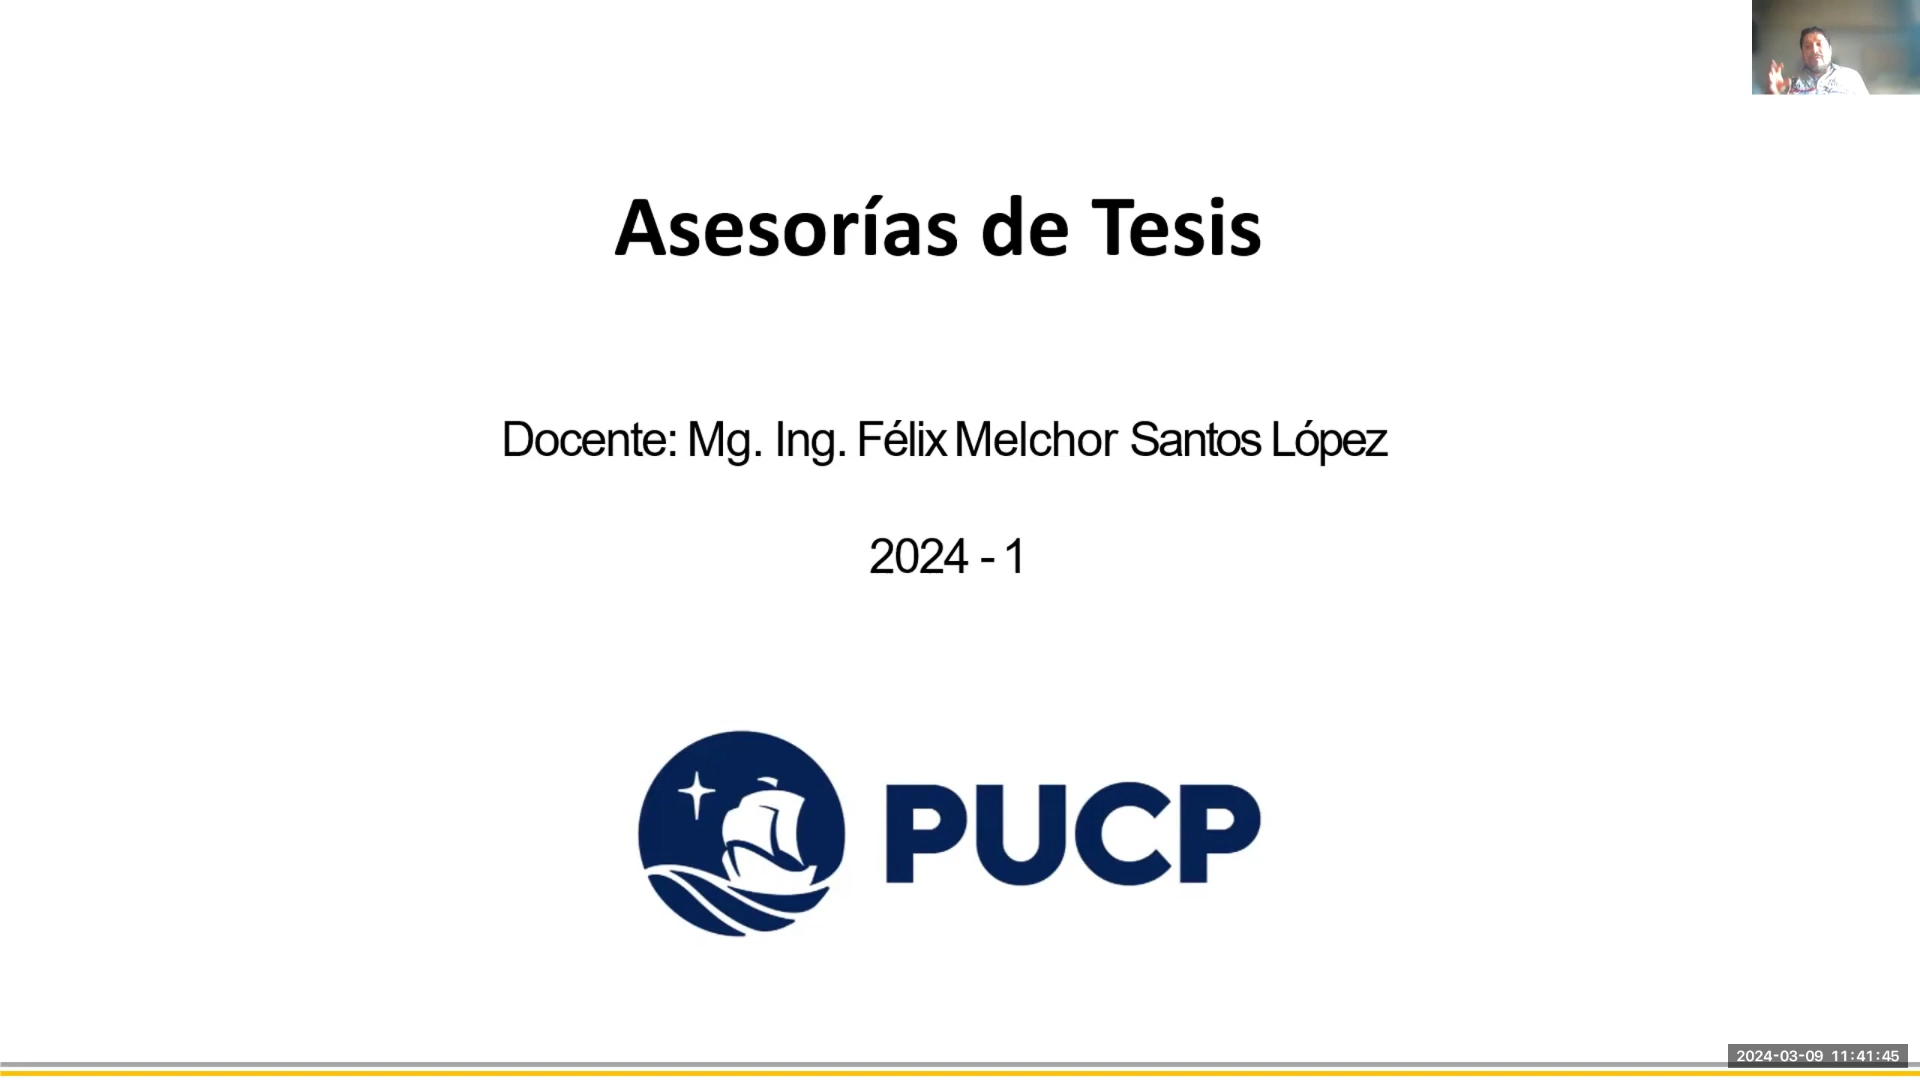 Asesorías de Tesis
Docente: Mg. Ing. Félix Melchor Santos López
2024 - 1
PUCP
2024-03-09 11:41:45